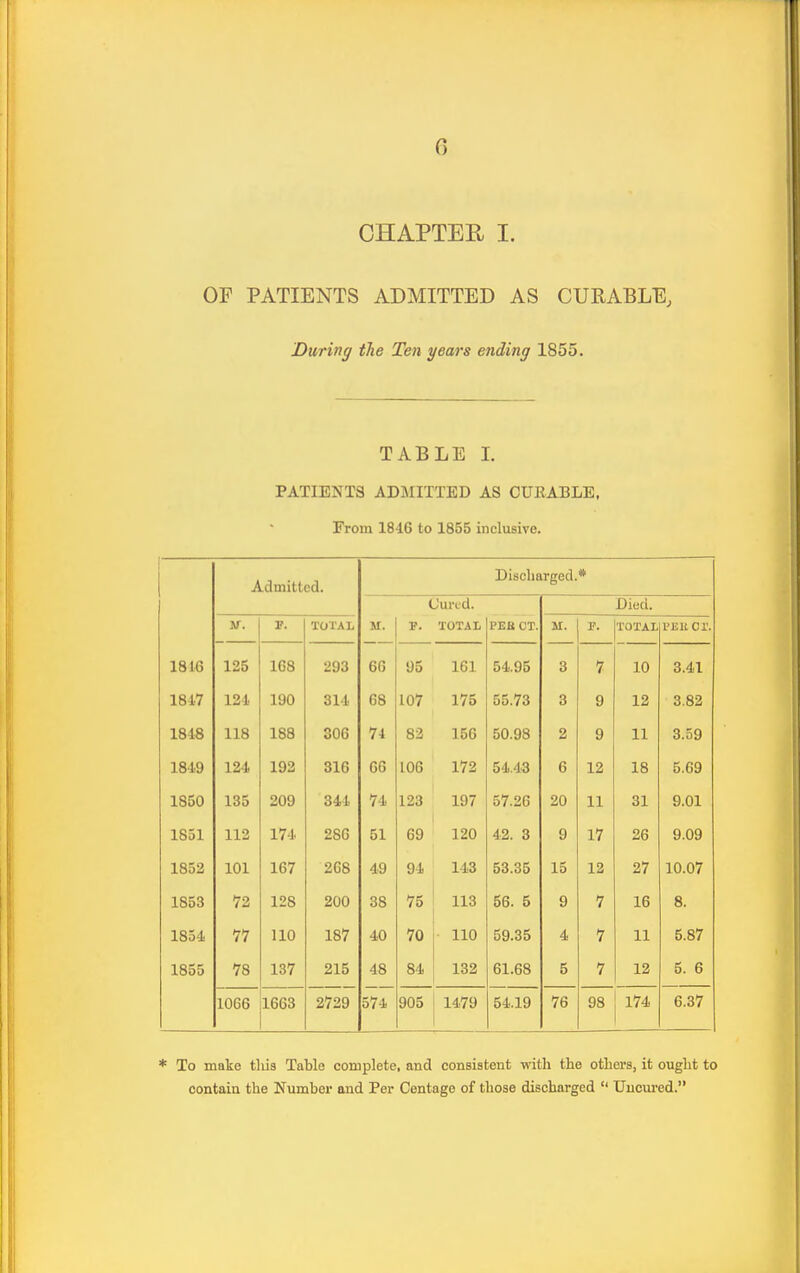 6
CHAPTER I.
OF PATIENTS ADMITTED AS CURABLE,
During the Ten years ending 1855.
TABLE I.
PATIENTS ADMITTED AS CURABLE,
From 1846 to 1855 inclusive.
Admitted. Discharged.*
Cured. Died.
M. F. TOTAL M. F. TOTAL PER CT. M. F. TOTAL PER CT.
1846 125 168 293 66 95 161 54.95 3 7 10 3.41
1847 124 190 314 68 107 175 55.73 3 9 12 3.82
1848 118 188 306 74 82 156 50.98 2 9 11 3.59
1849 124 192 316 66 106 172 54.43 6 12 18 5.69
1850 135 209 344 74 123 197 57.26 20 11 31 9.01
1851 112 174 286 51 69 120 42. 3 9 17 26 9.09
1852 101 167 268 49 94 143 53.35 15 12 27 10.07
1853 72 128 200 38 75 113 56. 5 9 7 16 8.
1854 77 110 187 40 70 110 59.35 4 7 11 5.87
1855 78 137 215 48 84 132 61.68 5 7 12 5. 6
1066 1663 2729 574 905 1479 54.19 76 98 174 6.37
* To make this Table complete, and consistent with the others, it ought to
contain the Number and Per Centage of those discharged “ Uncured.”